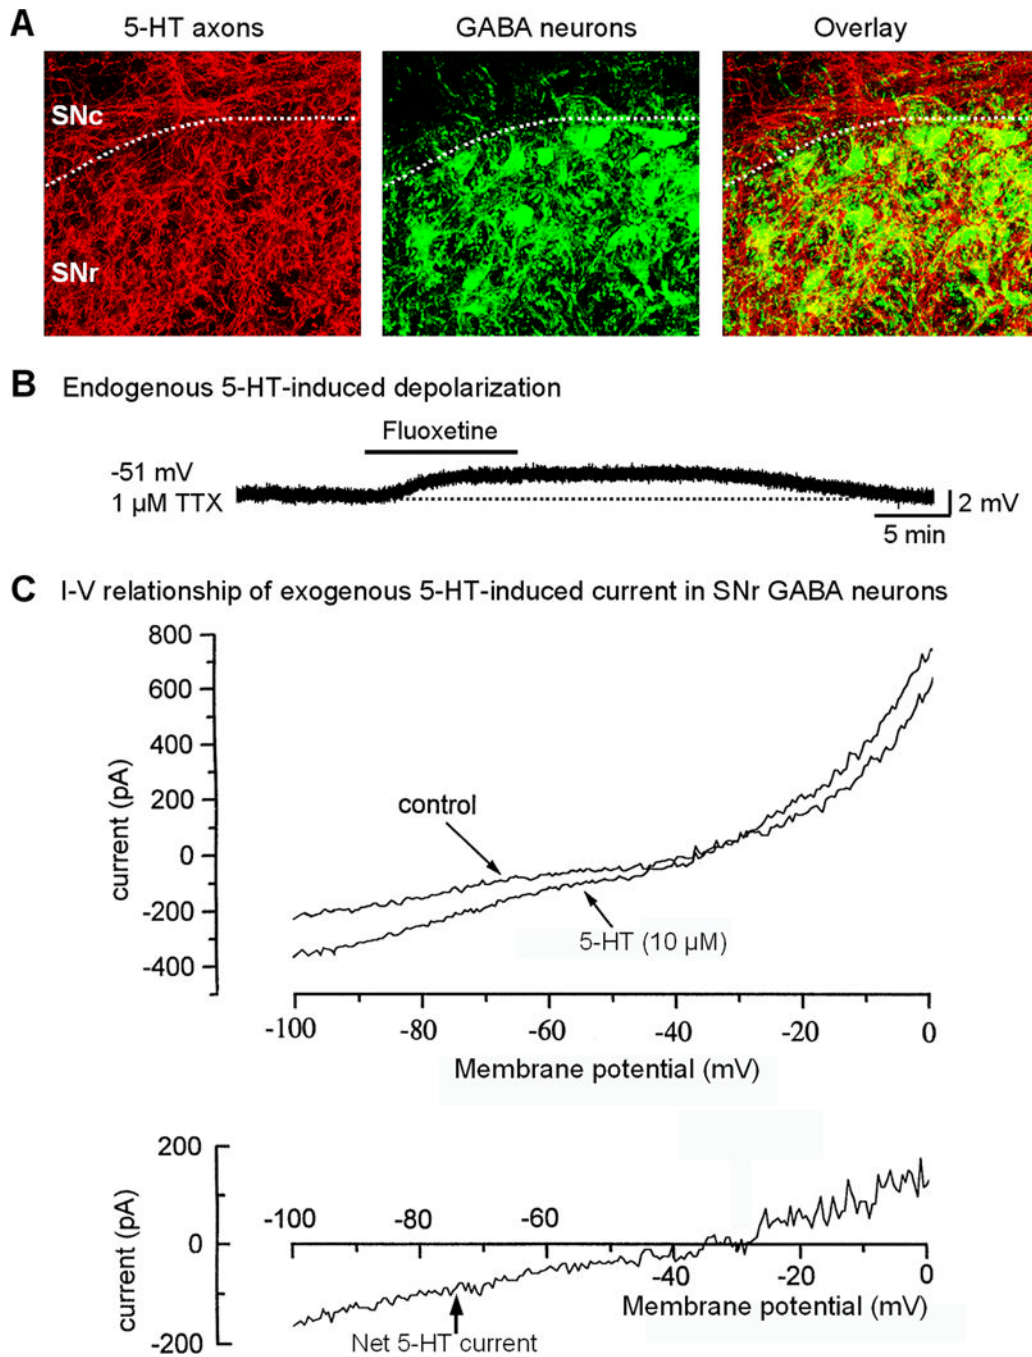 A
5-HT axons
GABA neurons
Overlay
SNc
SNr
B Endogenous 5-HT-induced depolarization
Fluoxetine
-51 mV
1 µM TTX
2 mV
5 min
C I-V relationship of exogenous 5-HT-induced current in SNr GABA neurons
800
600
400
200
0
-200
-400
current (pA)
control
5-HT (10 µM)
-100 -80 -60 -40 -20 0
Membrane potential (mV)
200
0
-200
current (pA)
-100 -80 -60
-40 -20 0
Membrane potential (mV)
Net 5-HT current